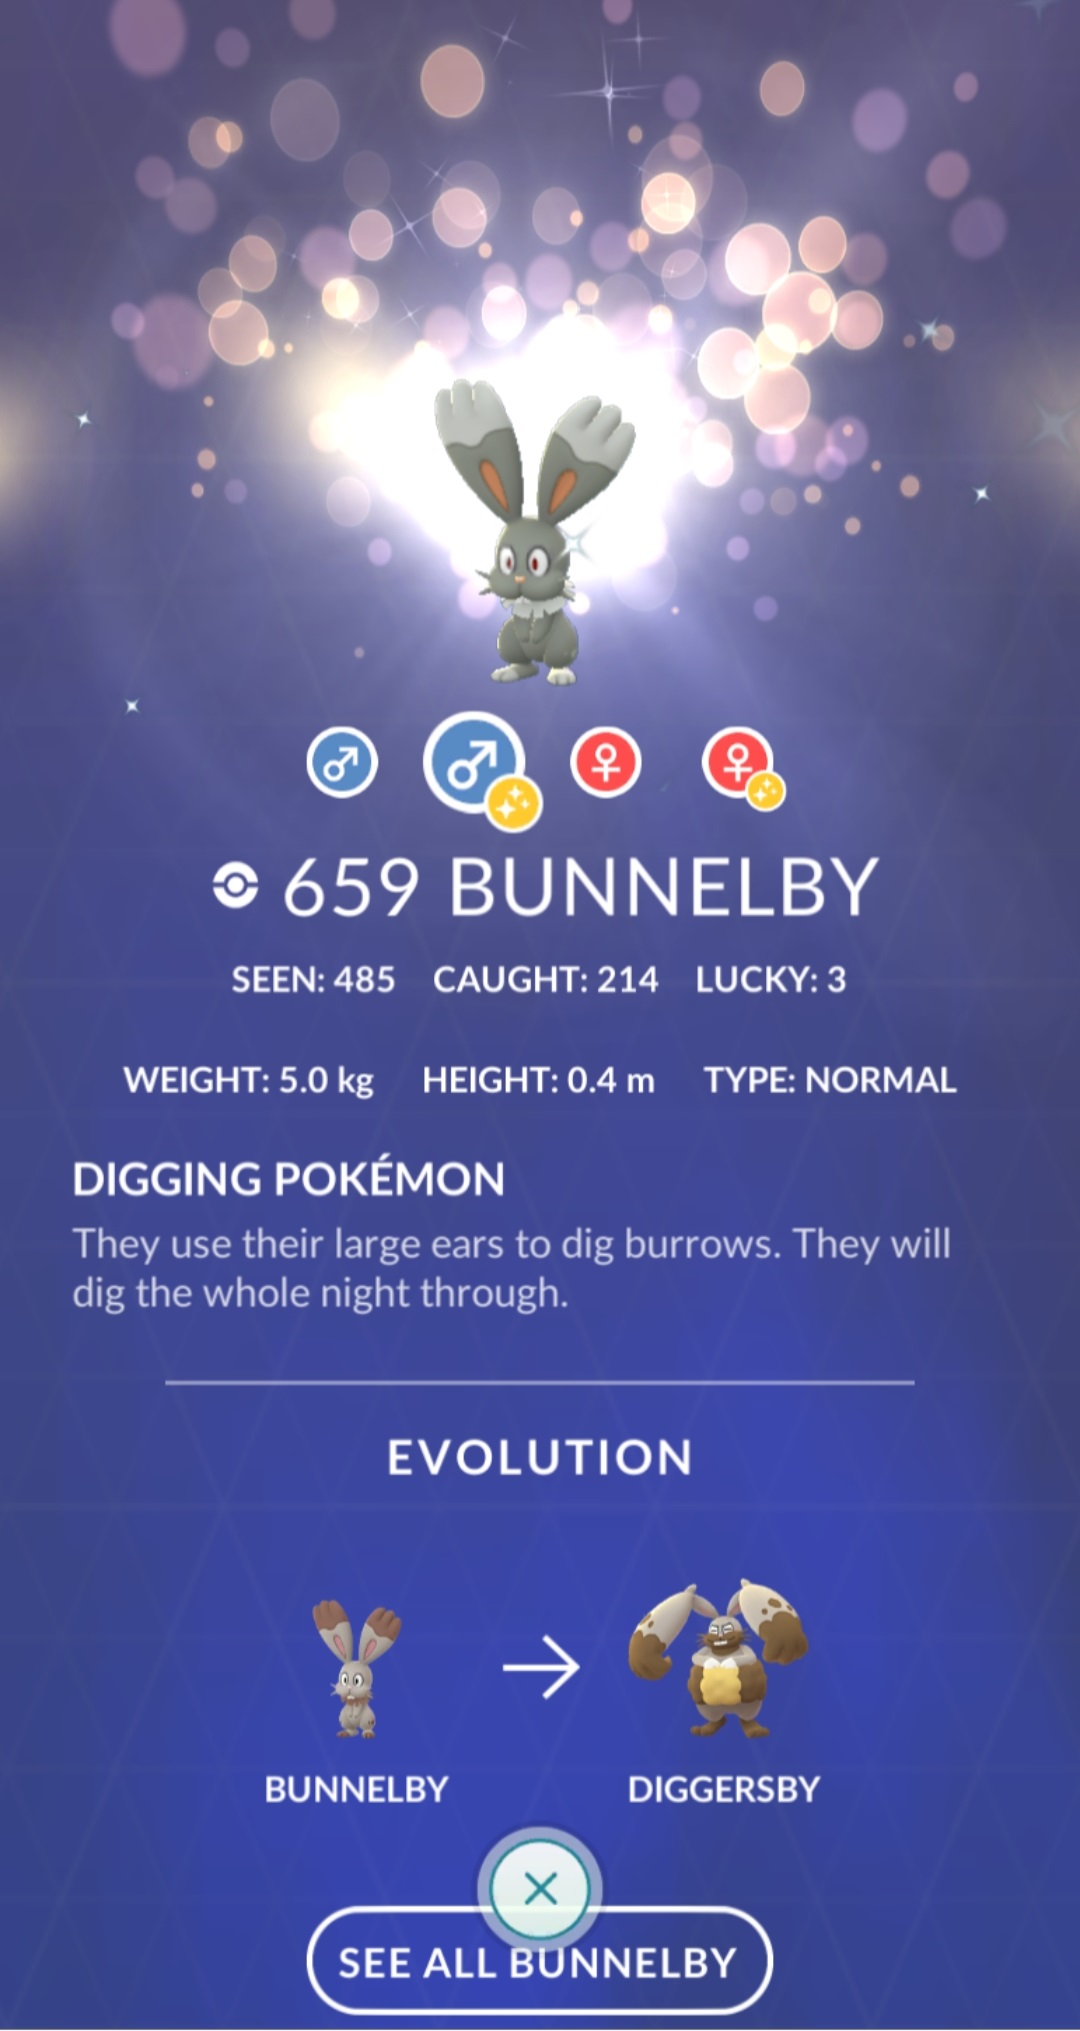 659 BUNNELBY
SEEN: 485 CAUGHT: 214 LUCKY: 3
WEIGHT: 5.0 kg HEIGHT: 0.4 m TYPE: NORMAL
DIGGING POKÉMON
They use their large ears to dig burrows. They will
dig the whole night through.
EVOLUTION
BUNNELBY DIGGERSBY
SEE ALL BUNNELBY